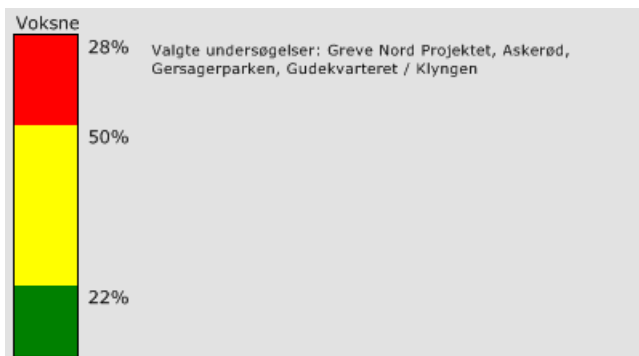 Voksne
28%
Valgte undersøgelser: Greve Nord Projektet, Askerød,
Gersagerparken, Gudekvarteret / Klyngen
50%
22%